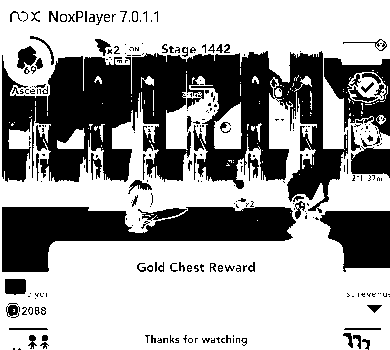 nox NoxPlayer 7.0.1.1
x2 ON Stage 1442
69
Ascend
x2
21h 37m
Gold Chest Reward
2088
Thanks for watching